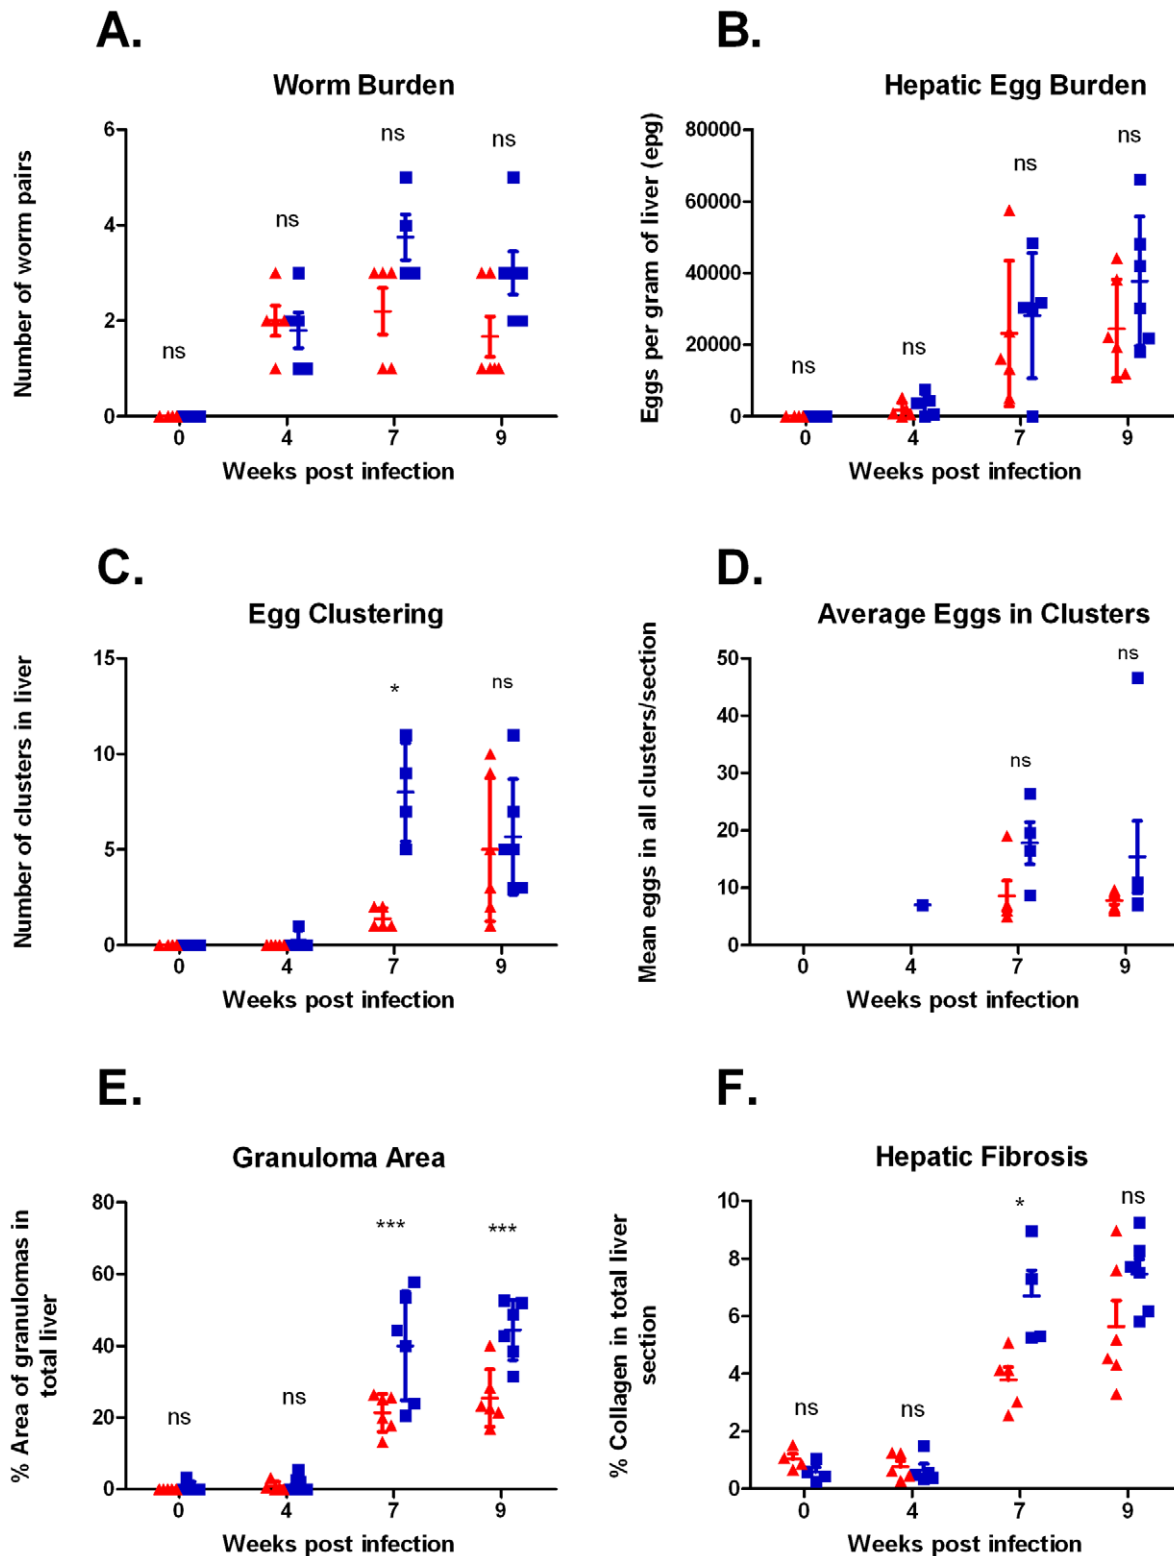 A.
Worm Burden
Number of worm pairs
6
4
2
0
ns
ns
ns
ns
0 4 7 9
Weeks post infection
B.
Hepatic Egg Burden
Eggs per gram of liver (epg)
80000
60000
40000
20000
0
ns
ns
ns
ns
0 4 7 9
Weeks post infection
C.
Egg Clustering
Number of clusters in liver
15
10
5
0
*
ns
0 4 7 9
Weeks post infection
D.
Average Eggs in Clusters
Mean eggs in all clusters/section
50
40
30
20
10
0
ns
ns
0 4 7 9
Weeks post infection
E.
Granuloma Area
% Area of granulomas in
total liver
80
60
40
20
0
ns
ns
***
***
0 4 7 9
Weeks post infection
F.
Hepatic Fibrosis
% Collagen in total liver
section
10
8
6
4
2
0
ns
ns
*
ns
0 4 7 9
Weeks post infection